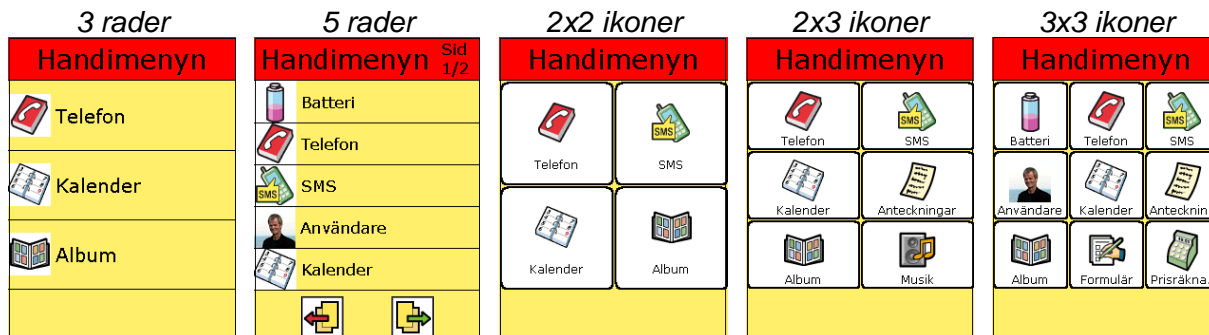 3 rader
5 rader
2x2 ikoner
2x3 ikoner
3x3 ikoner
Handimenyn
Telefon
Kalender
Album
Handimenyn Sid 1/2
Batteri
Telefon
SMS
Användare
Kalender
Handimenyn
Telefon SMS
Kalender Album
Handimenyn
Telefon SMS
Kalender Anteckningar
Album Musik
Handimenyn
Batteri Telefon SMS
Användare Kalender Antecknin
Album Formulär Prisräkna.